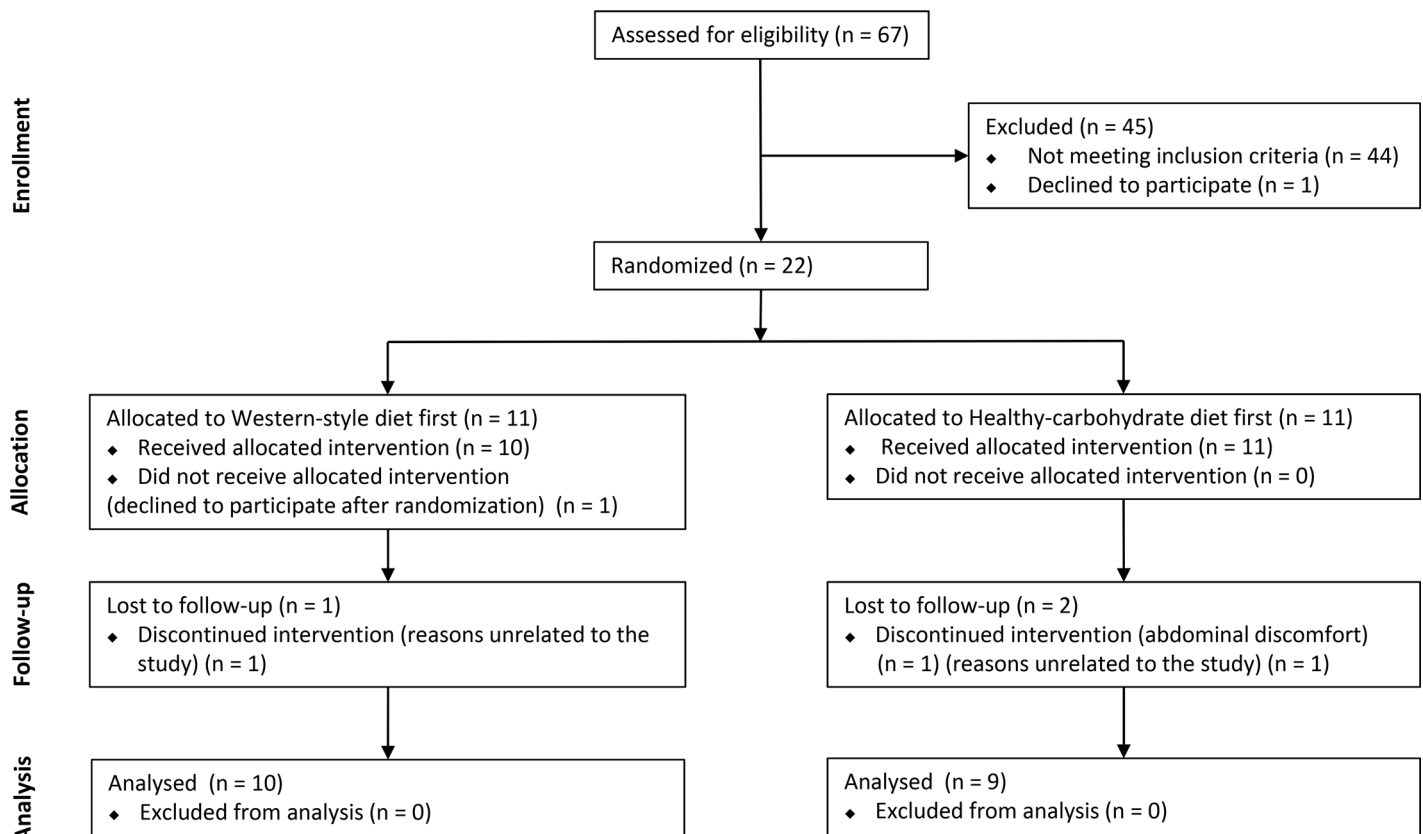 Assessed for eligibility (n = 67)
Enrollment
Excluded (n = 45)
⬥ Not meeting inclusion criteria (n = 44)
⬥ Declined to participate (n = 1)
Randomized (n = 22)
Allocation
Allocated to Western-style diet first (n = 11)
⬥ Received allocated intervention (n = 10)
⬥ Did not receive allocated intervention
(declined to participate after randomization) (n = 1)
Allocated to Healthy-carbohydrate diet first (n = 11)
⬥ Received allocated intervention (n = 11)
⬥ Did not receive allocated intervention (n = 0)
Follow-up
Lost to follow-up (n = 1)
⬥ Discontinued intervention (reasons unrelated to the
study) (n = 1)
Lost to follow-up (n = 2)
⬥ Discontinued intervention (abdominal discomfort)
(n = 1) (reasons unrelated to the study) (n = 1)
Analysis
Analysed (n = 10)
⬥ Excluded from analysis (n = 0)
Analysed (n = 9)
⬥ Excluded from analysis (n = 0)